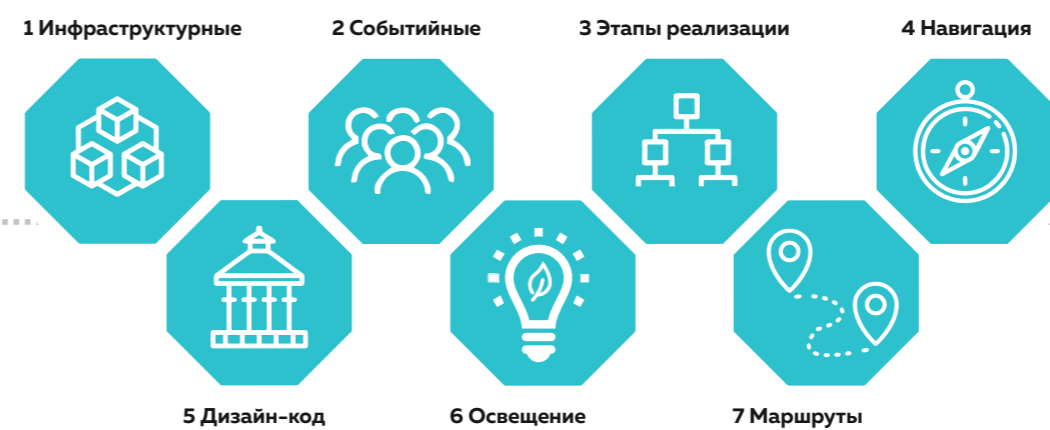 1 Инфраструктурные
2 Событийные
3 Этапы реализации
4 Навигация
5 Дизайн-код
6 Освещение
7 Маршруты